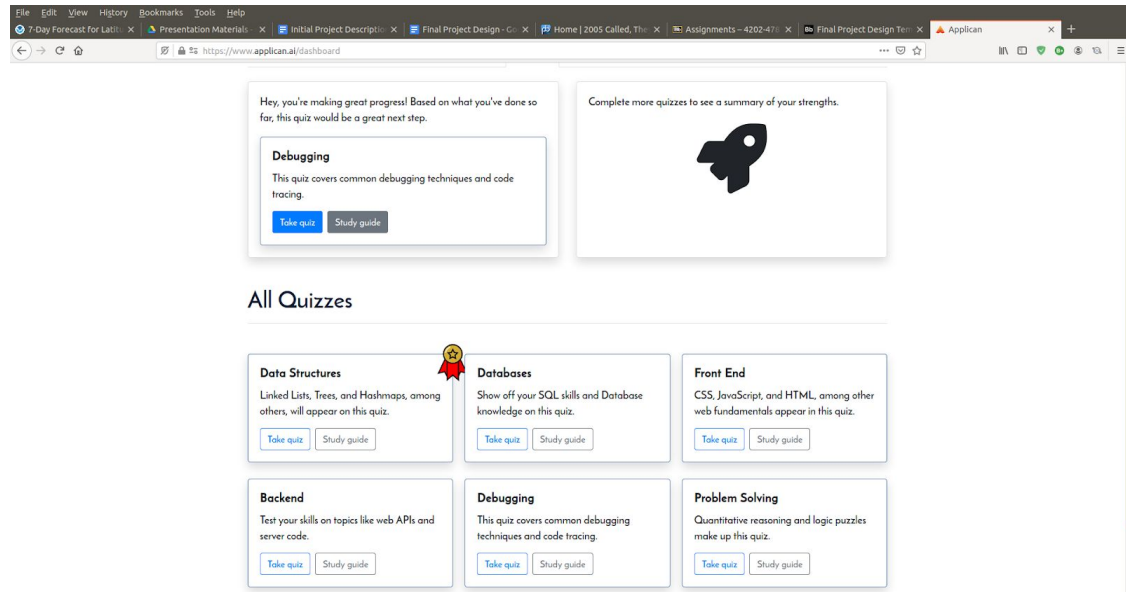 File Edit View History Bookmarks Tools Help
7-Day Forecast for Latit
Presentation Materials -
Initial Project Descriptio
Final Project Design - Go
Home | 2005 Called, The
Assignments – 4202-478
Final Project Design Tem
Applican
https://www.applican.ai/dashboard
Hey, you're making great progress! Based on what you've done so
far, this quiz would be a great next step.
Debugging
This quiz covers common debugging techniques and code
tracing.
Take quiz Study guide
Complete more quizzes to see a summary of your strengths.
All Quizzes
Data Structures
Linked Lists, Trees, and Hashmaps, among
others, will appear on this quiz.
Take quiz Study guide
Databases
Show off your SQL skills and Database
knowledge on this quiz.
Take quiz Study guide
Front End
CSS, JavaScript, and HTML, among other
web fundamentals appear in this quiz.
Take quiz Study guide
Backend
Test your skills on topics like web APIs and
server code.
Take quiz Study guide
Debugging
This quiz covers common debugging
techniques and code tracing.
Take quiz Study guide
Problem Solving
Quantitative reasoning and logic puzzles
make up this quiz.
Take quiz Study guide